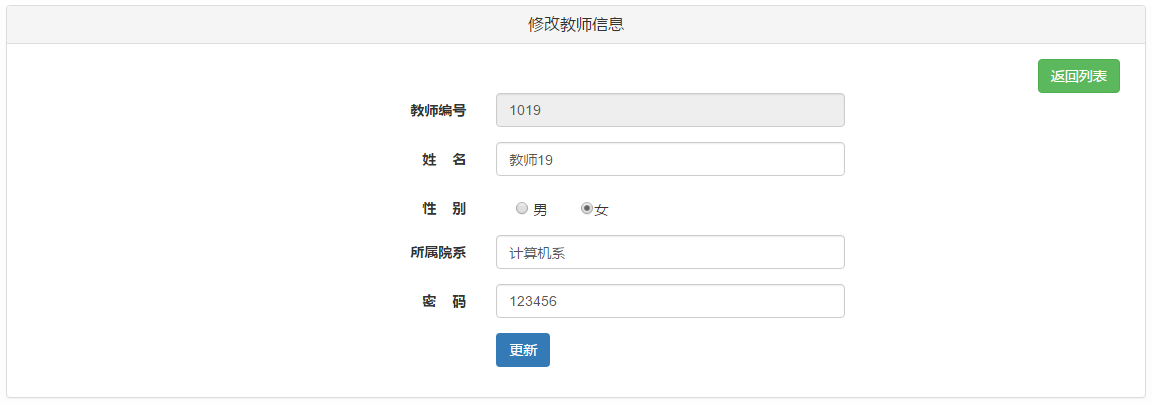 修改教师信息
返回列表
教师编号 1019
姓 名 教师19
性 别 男 女
所属院系 计算机系
密 码 123456
更新